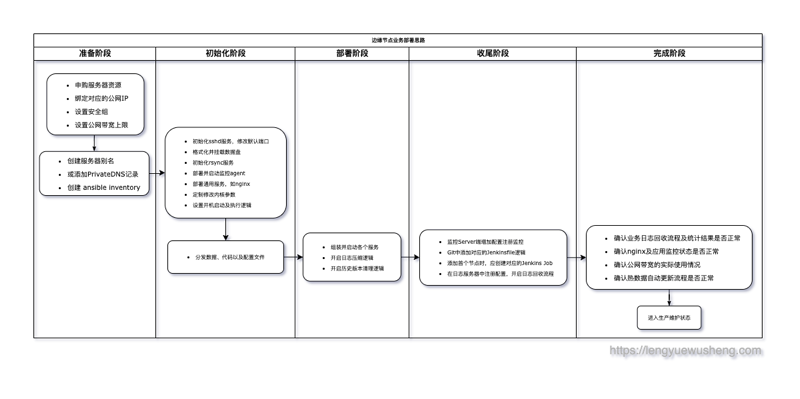 边缘节点业务部署思路
准备阶段
初始化阶段
部署阶段
收尾阶段
完成阶段
申购服务器资源
绑定对应的公网IP
设置安全组
设置公网带宽上限
创建服务器别名
或添加PrivateDNS记录
创建 ansible inventory
初始化sshd服务，修改默认端口
格式化并挂载数据盘
初始化rsync服务
部署并启动监控agent
部署通用服务，如nginx
定制修改内核参数
设置开机启动及执行逻辑
分发数据、代码以及配置文件
组装并启动各个服务
开启日志压缩逻辑
开启历史版本清理逻辑
监控Server端增加配置注册监控
Git中添加对应的Jenkinsfile逻辑
添加首个节点时，应创建对应的Jenkins Job
在日志服务器中注册配置，开启日志回收流程
确认业务日志回收流程及统计结果是否正常
确认nginx及应用监控状态是否正常
确认公网带宽的实际使用情况
确认热数据自动更新流程是否正常
进入生产维护状态
https://lengyuewusheng.com